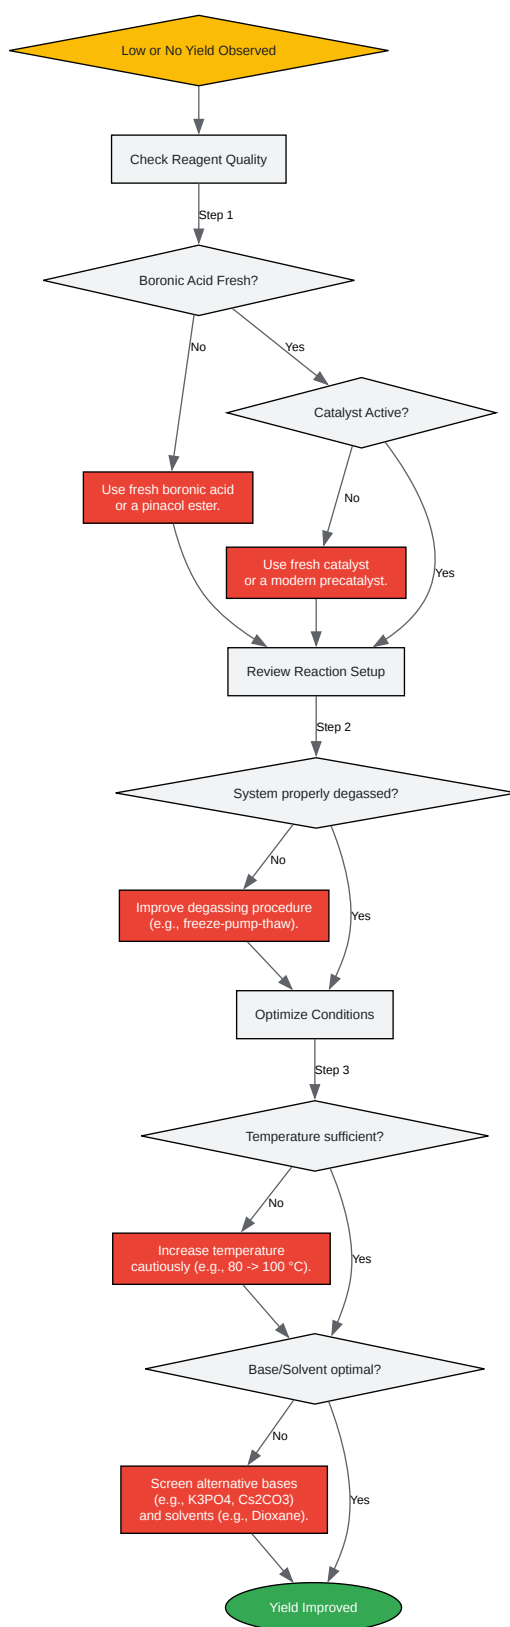 Low or No Yield Observed
Check Reagent Quality
Step 1
Boronic Acid Fresh?
No
Yes
Catalyst Active?
Use fresh boronic acid
or a pinacol ester.
No
Use fresh catalyst
or a modern precatalyst.
Yes
Review Reaction Setup
Step 2
System properly degassed?
No
Improve degassing procedure
(e.g., freeze-pump-thaw).
Yes
Optimize Conditions
Step 3
Temperature sufficient?
No
Increase temperature
cautiously (e.g., 80 -> 100 °C).
Yes
Base/Solvent optimal?
No
Screen alternative bases
(e.g., K3PO4, Cs2CO3)
and solvents (e.g., Dioxane).
Yes
Yield Improved